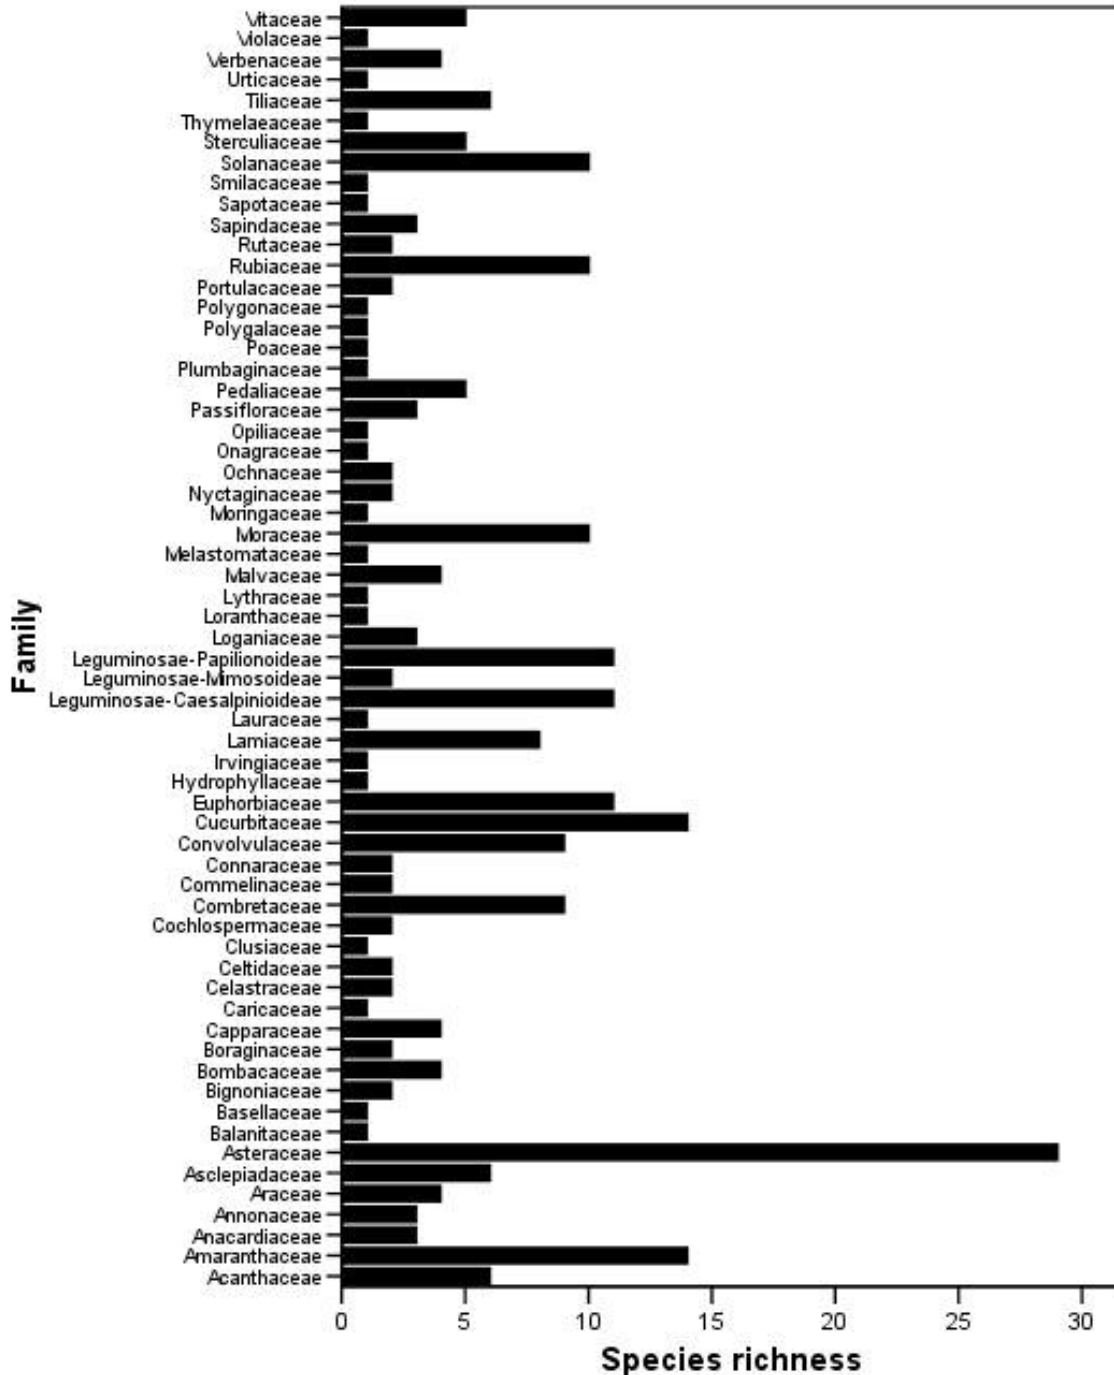 Vitaceae
Violaceae
Verbenaceae
Urticaceae
Tiliaceae
Thymelaeaceae
Sterculiaceae
Solanaceae
Smilacaceae
Sapotaceae
Sapindaceae
Rutaceae
Rubiaceae
Portulacaceae
Polygonaceae
Polygalaceae
Poaceae
Plumbaginaceae
Pedaliaceae
Passifloraceae
Opiliaceae
Onagraceae
Ochnaceae
Nyctaginaceae
Moringaceae
Moraceae
Melastomataceae
Malvaceae
Lythraceae
Loranthaceae
Loganiaceae
Leguminosae-Papilionoideae
Leguminosae-Mimosoideae
Leguminosae-Caesalpinioideae
Lauraceae
Lamiaceae
Irvingiaceae
Hydrophyllaceae
Euphorbiaceae
Cucurbitaceae
Convolvulaceae
Connaraceae
Commelinaceae
Combretaceae
Cochlospermaceae
Clusiaceae
Celtidaceae
Celastraceae
Caricaceae
Capparaceae
Boraginaceae
Bombacaceae
Bignoniaceae
Basellaceae
Balanitaceae
Asteraceae
Asclepiadaceae
Araceae
Annonaceae
Anacardiaceae
Amaranthaceae
Acanthaceae
Family
0 5 10 15 20 25 30
Species richness